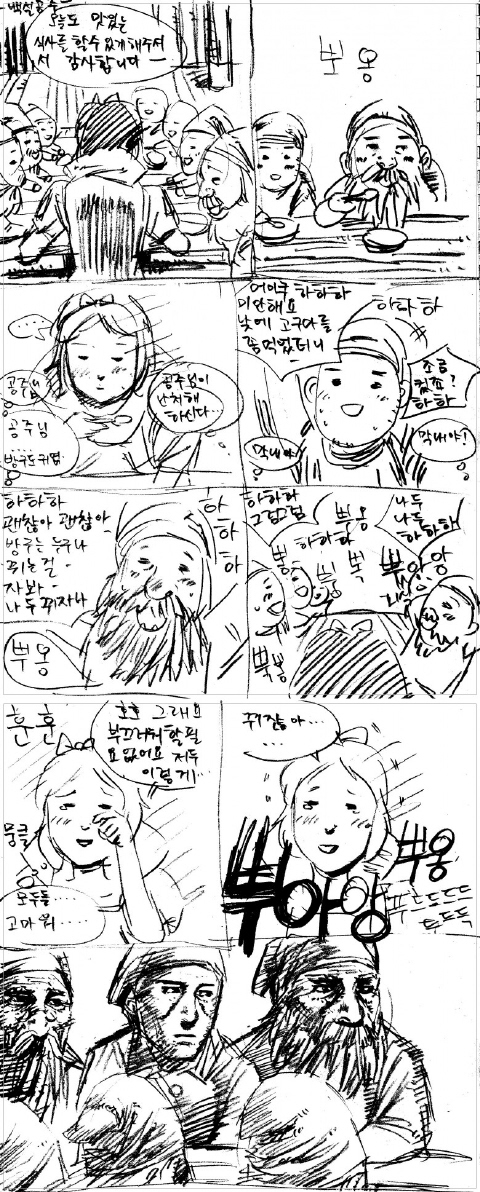 백설공주
오늘도 맛있는
식사를 할수 있게 해주셔
서 감사합니다
뿌옹
...
공주님
공주님
방구도 귀엽
공주님이
난처해
하신다...
어이쿠 하하하
미안해요
낮에 고구마를
좀 먹었더니
하하하
조금
컸죠?
하하
막내야
막내야!
하하하
괜찮아 괜찮아
방구는 누구나
뀌는걸
자봐
나두 뀌자나
하
하
하
뿌옹
하하하
그럼그럼
뿌옹
하하하
뿡
뿡
뿍
나두
나두
하하하
뿌아앙
뿍붕
훈훈
호호 그래요
부끄러워 할 필
요 없어요 저두
이렇게
뭉클
모두들
고마워
뀌잖아
...
뿌옹
뿌아앙
푸드드드드
드드득